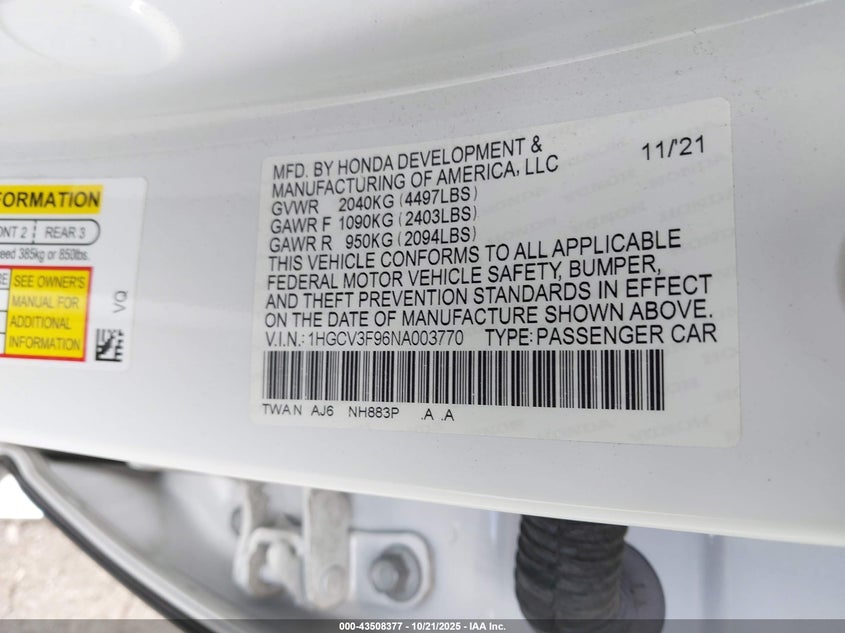 FORMATION
ONT 2 | REAR 3
eed 385kg or 850lbs.
RE
SEE OWNER'S
MANUAL FOR
ADDITIONAL
INFORMATION
VQ
MFD. BY HONDA DEVELOPMENT & 11/'21
MANUFACTURING OF AMERICA, LLC
GVWR 2040KG (4497LBS)
GAWR F 1090KG (2403LBS)
GAWR R 950KG (2094LBS)
THIS VEHICLE CONFORMS TO ALL APPLICABLE
FEDERAL MOTOR VEHICLE SAFETY, BUMPER,
AND THEFT PREVENTION STANDARDS IN EFFECT
ON THE DATE OF MANUFACTURE SHOWN ABOVE.
V.I.N.: 1HGCV3F96NA003770 TYPE: PASSENGER CAR
TWA N AJ6 NH883P .A .A
000-43508377 - 10/21/2025 - IAA Inc.